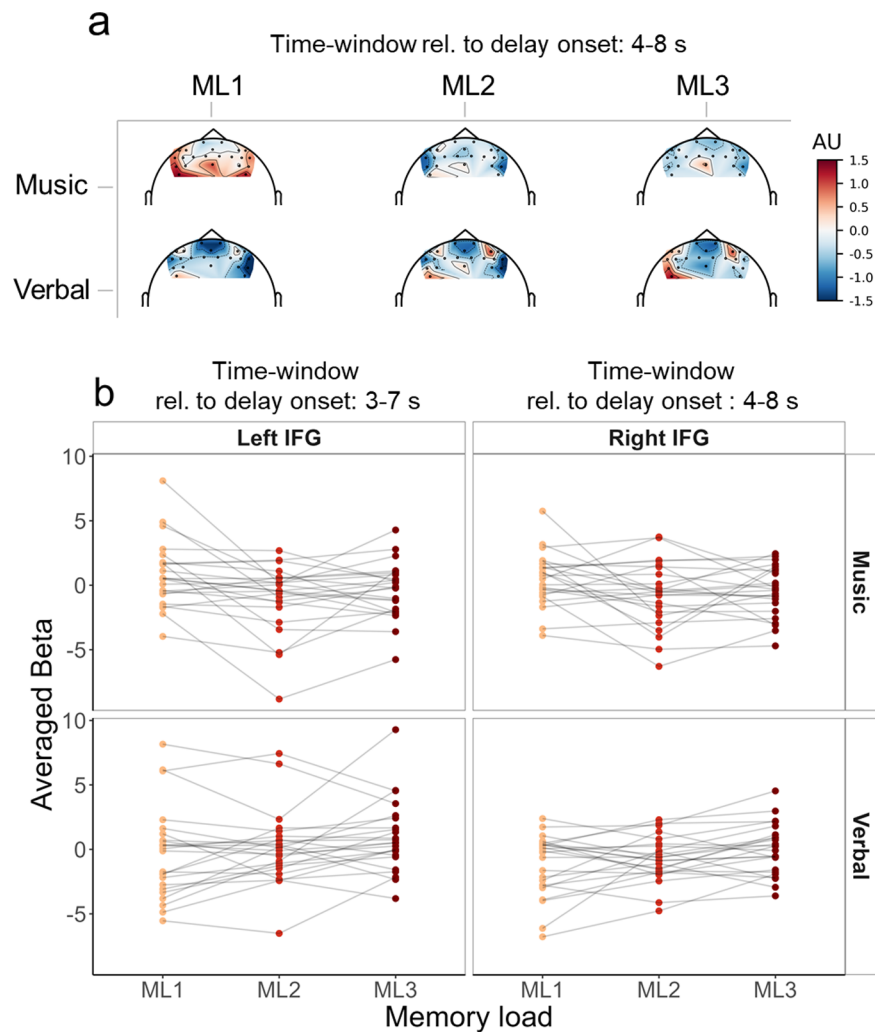 a
Time-window rel. to delay onset: 4-8 s
ML1 ML2 ML3
AU
Music
1.5
1.0
0.5
0.0
-0.5
-1.0
-1.5
Verbal
b
Time-window
rel. to delay onset: 3-7 s
Time-window
rel. to delay onset : 4-8 s
Left IFG
Right IFG
Averaged Beta
10
5
0
-5
Music
10
5
0
-5
Verbal
ML1 ML2 ML3
ML1 ML2 ML3
Memory load